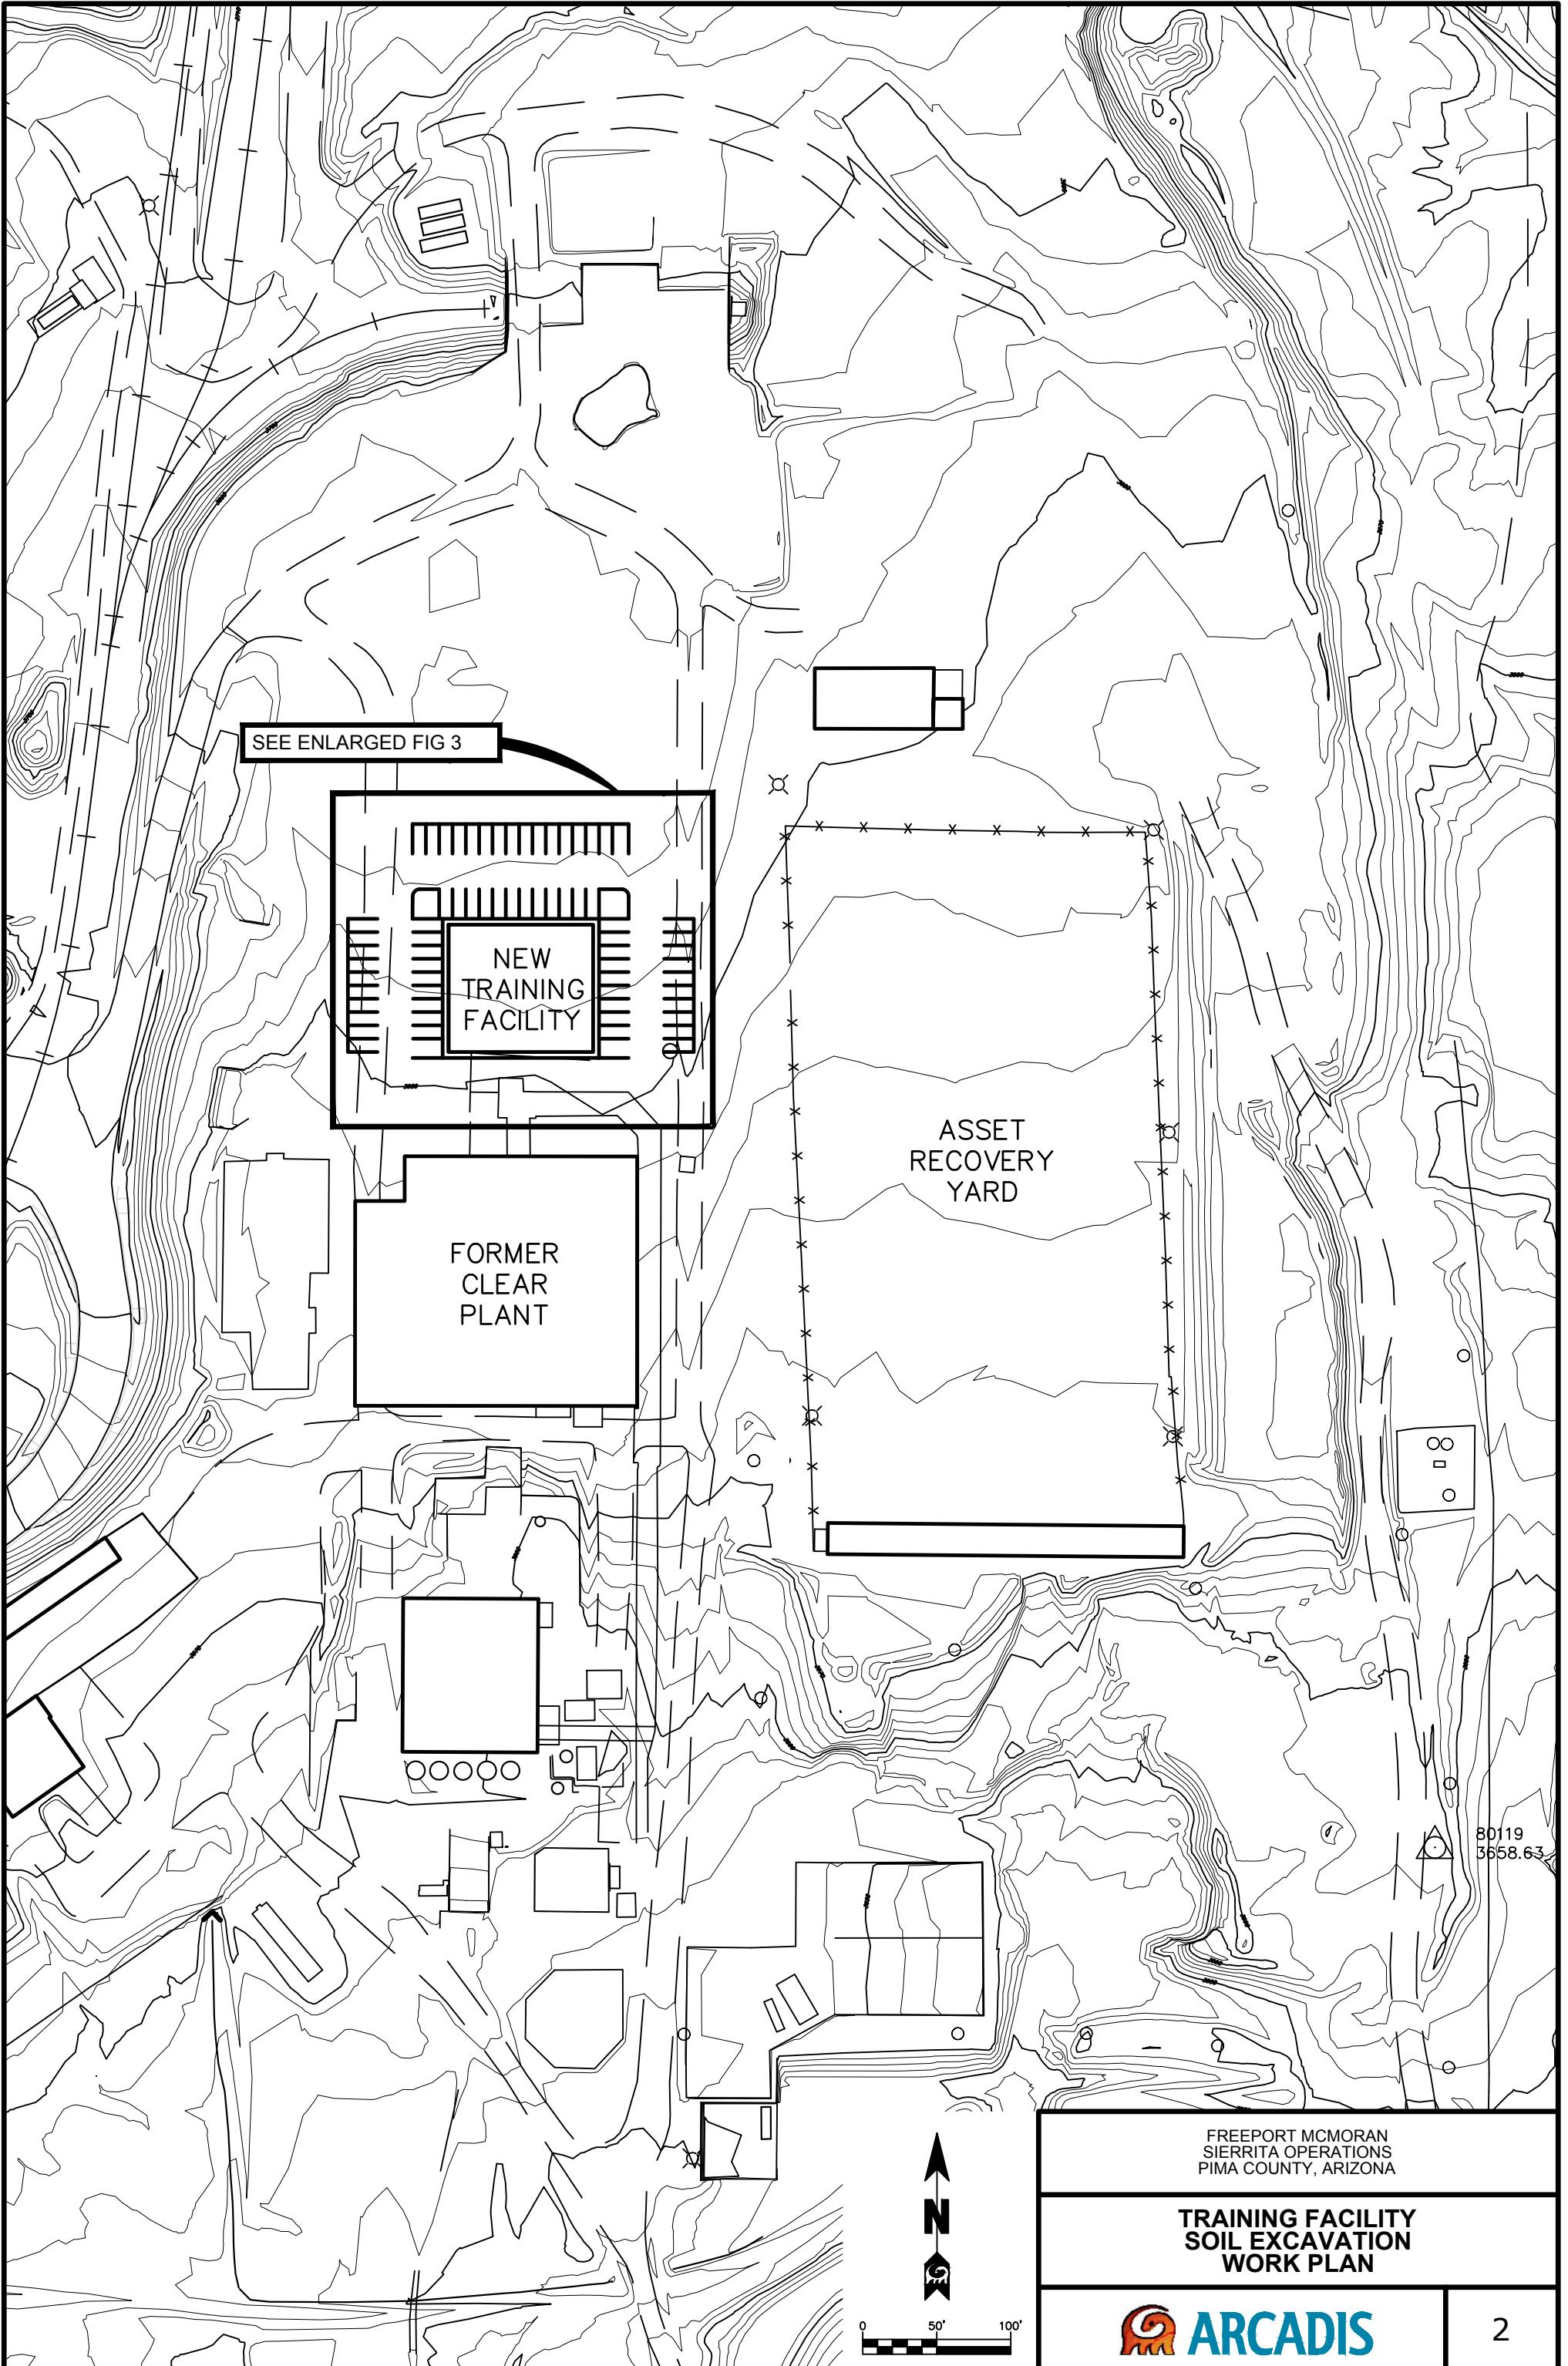 SEE ENLARGED FIG 3
NEW
TRAINING
FACILITY
ASSET
RECOVERY
YARD
FORMER
CLEAR
PLANT
80119
3658.63
N
0 50' 100'
FREEPORT MCMORAN
SIERRITA OPERATIONS
PIMA COUNTY, ARIZONA
TRAINING FACILITY
SOIL EXCAVATION
WORK PLAN
ARCADIS
2